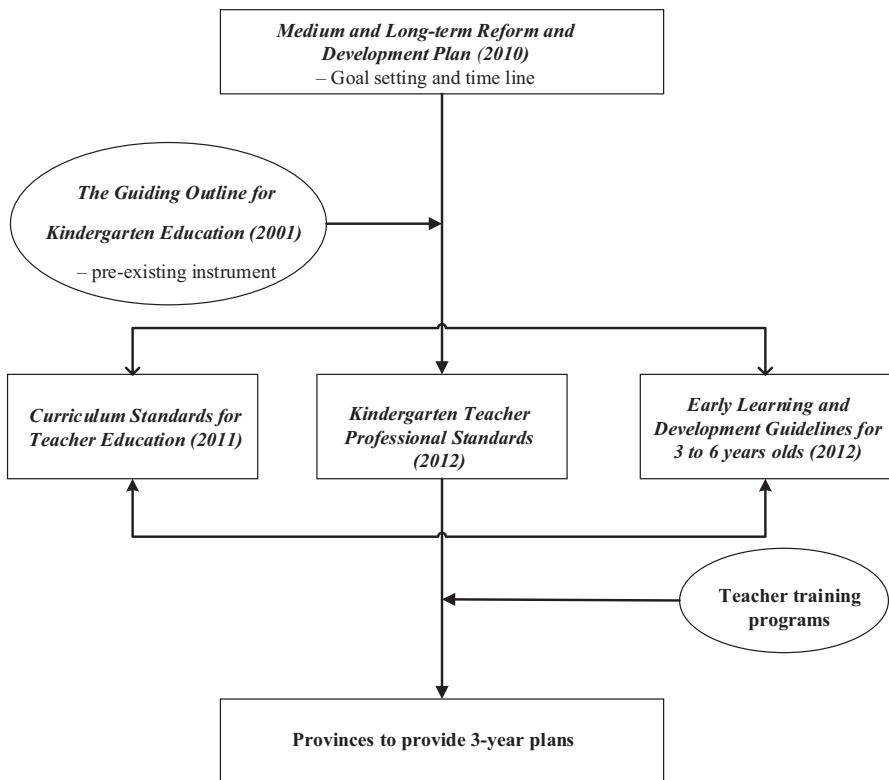 Medium and Long-term Reform and
Development Plan (2010)
– Goal setting and time line
The Guiding Outline for
Kindergarten Education (2001)
– pre-existing instrument
Curriculum Standards for
Teacher Education (2011)
Kindergarten Teacher
Professional Standards
(2012)
Early Learning and
Development Guidelines for
3 to 6 years olds (2012)
Teacher training
programs
Provinces to provide 3-year plans